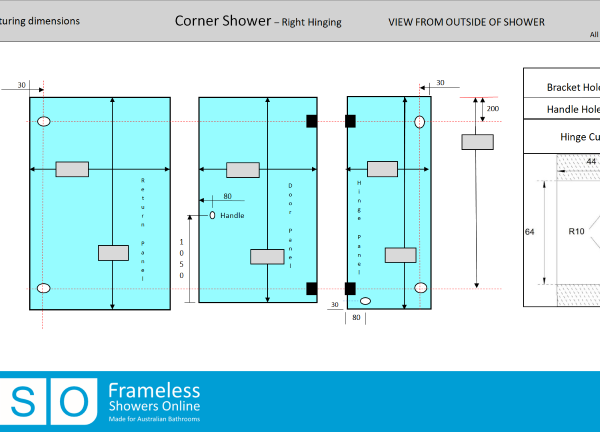 turing dimensions
Corner Shower – Right Hinging
VIEW FROM OUTSIDE OF SHOWER
All
30
30
200
Bracket Hole
Handle Hole
Hinge Cu
44
64
R10
Return panel
Door Panel
Hinge Panel
80
Handle
1050
30
80
SO
Frameless
Showers Online
Made for Australian Bathrooms